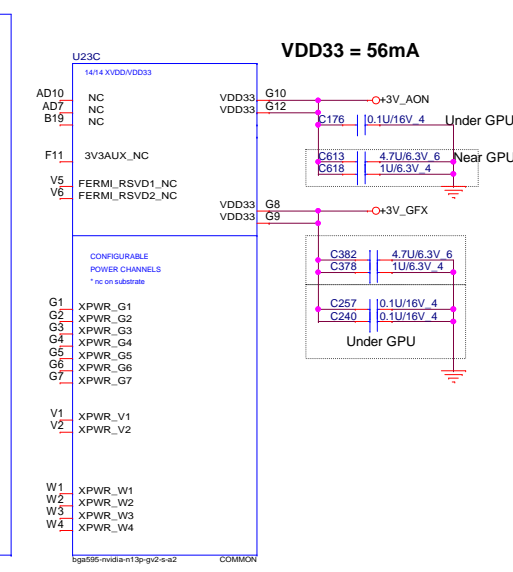 VDD33 = 56mA
U23C
14/14 XVDD/VDD33
AD10 NC VDD33 G10 +3V_AON
AD7 NC VDD33 G12
B19 NC C176 0.1U/16V_4 Under GPU
F11 3V3AUX_NC C613 4.7U/6.3V_6 Near GPU
C618 1U/6.3V_4
V5 FERMI_RSVD1_NC
V6 FERMI_RSVD2_NC
VDD33 G8 +3V_GFX
VDD33 G9
CONFIGURABLE C382 4.7U/6.3V_6
POWER CHANNELS C378 1U/6.3V_4
* nc on substrate
G1 XPWR_G1 C257 0.1U/16V_4
G2 XPWR_G2 C240 0.1U/16V_4
G3 XPWR_G3
G4 XPWR_G4 Under GPU
G5 XPWR_G5
G6 XPWR_G6
G7 XPWR_G7
V1 XPWR_V1
V2 XPWR_V2
W1 XPWR_W1
W2 XPWR_W2
W3 XPWR_W3
W4 XPWR_W4
bga595-nvidia-n13p-gv2-s-a2 COMMON